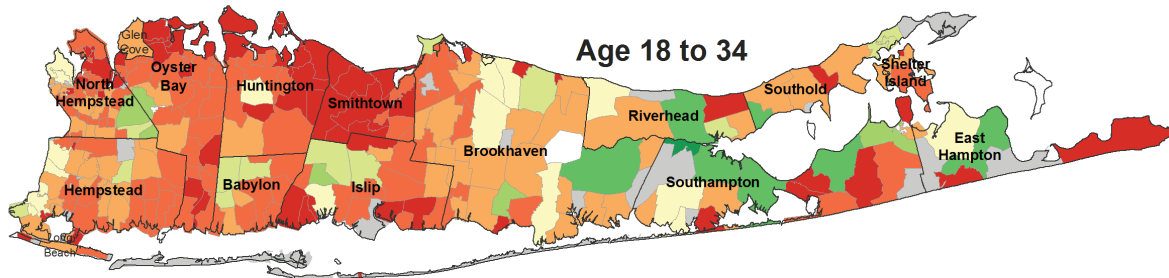 Age 18 to 34
Glen
Cove
North
Hempstead
Oyster
Bay
Huntington
Smithtown
Hempstead
Babylon
Islip
Brookhaven
Riverhead
Southold
Shelter
Island
Southampton
East
Hampton
Long
Beach